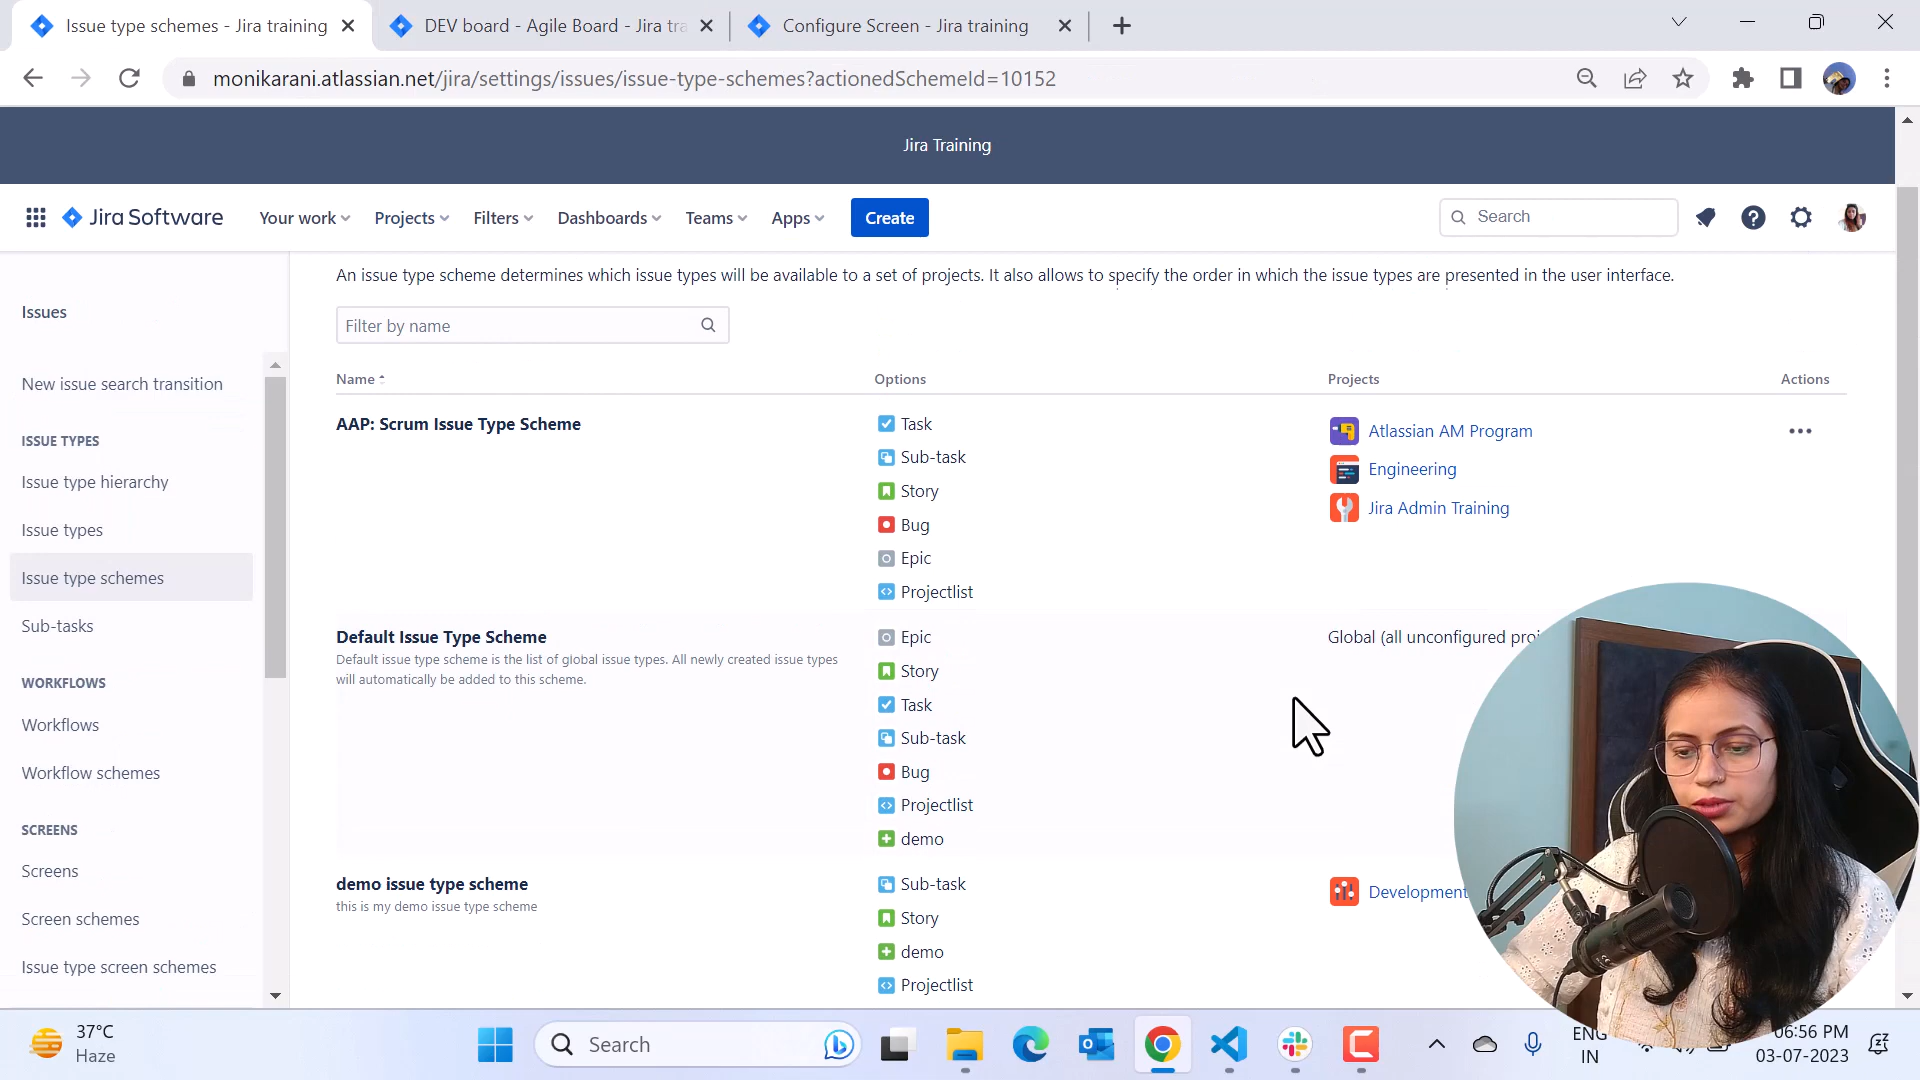 Issue type schemes - Jira training
DEV board - Agile Board - Jira tra
Configure Screen - Jira training
monikarani.atlassian.net/jira/settings/issues/issue-type-schemes?actionedSchemeId=10152
Jira Training
Jira Software
Your work
Projects
Filters
Dashboards
Teams
Apps
Create
Search
An issue type scheme determines which issue types will be available to a set of projects. It also allows to specify the order in which the issue types are presented in the user interface.
Issues
Filter by name
New issue search transition
ISSUE TYPES
Issue type hierarchy
Issue types
Issue type schemes
Sub-tasks
WORKFLOWS
Workflows
Workflow schemes
SCREENS
Screens
Screen schemes
Issue type screen schemes
Name
Options
Projects
Actions
AAP: Scrum Issue Type Scheme
Task
Sub-task
Story
Bug
Epic
Projectlist
Atlassian AM Program
Engineering
Jira Admin Training
Default Issue Type Scheme
Default issue type scheme is the list of global issue types. All newly created issue types
will automatically be added to this scheme.
Epic
Story
Task
Sub-task
Bug
Projectlist
demo
Global (all unconfigured
demo issue type scheme
this is my demo issue type scheme
Sub-task
Story
demo
Projectlist
Development
37°C
Haze
Search
ENG
IN
06:56 PM
03-07-2023